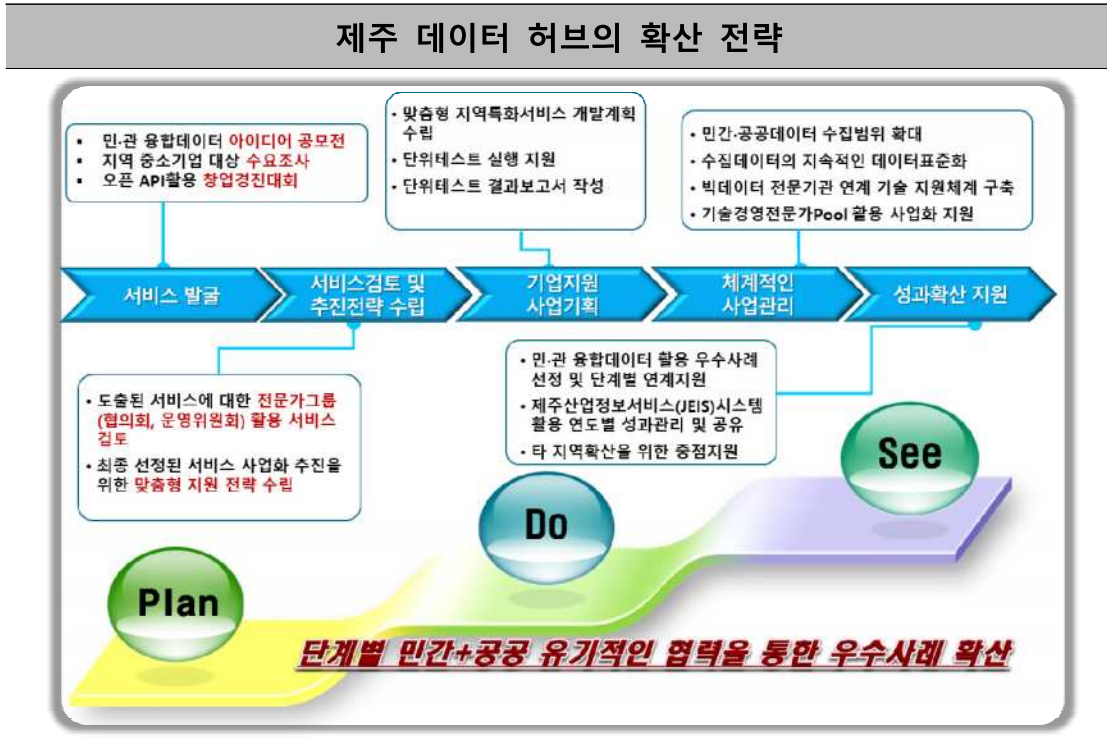 제주 데이터 허브의 확산 전략
▪ 민·관 융합데이터 아이디어 공모전
▪ 지역 중소기업 대상 수요조사
▪ 오픈 API활용 창업경진대회
• 맞춤형 지역특화서비스 개발계획
수립
• 단위테스트 실행 지원
• 단위테스트 결과보고서 작성
• 민간·공공데이터 수집범위 확대
• 수집데이터의 지속적인 데이터표준화
• 빅데이터 전문기관 연계 기술 지원체계 구축
• 기술경영전문가Pool 활용 사업화 지원
서비스 발굴
서비스검토 및
추진전략 수립
기업지원
사업기획
체계적인
사업관리
성과확산 지원
• 도출된 서비스에 대한 전문가그룹
(협의회, 운영위원회) 활용 서비스
검토
• 최종 선정된 서비스 사업화 추진을
위한 맞춤형 지원 전략 수립
• 민·관 융합데이터 활용 우수사례
선정 및 단계별 연계지원
• 제주산업정보서비스(JEIS)시스템
활용 연도별 성과관리 및 공유
• 타 지역확산을 위한 중점지원
Plan
Do
See
단계별 민간+공공 유기적인 협력을 통한 우수사례 확산